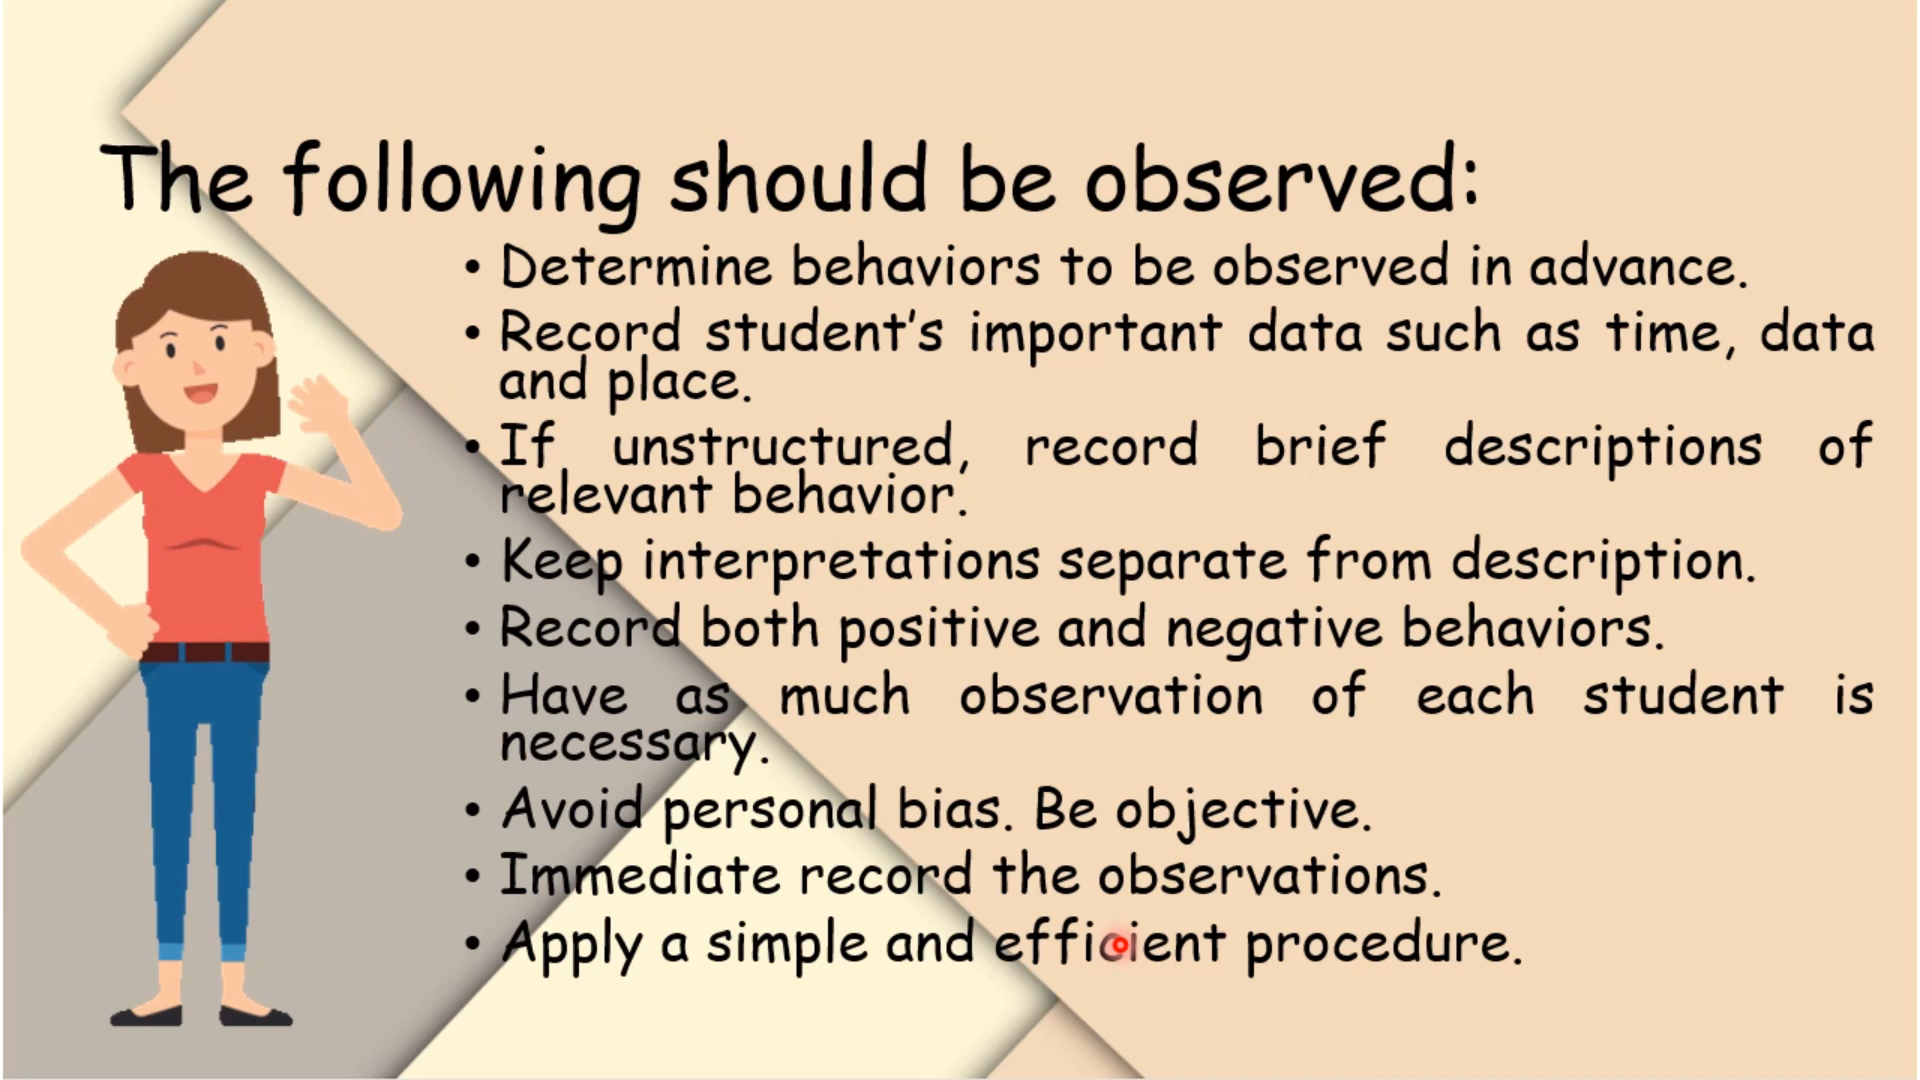 The following should be observed:
• Determine behaviors to be observed in advance.
• Record student’s important data such as time, data
and place.
• If unstructured, record brief descriptions of
relevant behavior.
• Keep interpretations separate from description.
• Record both positive and negative behaviors.
• Have as much observation of each student is
necessary.
• Avoid personal bias. Be objective.
• Immediate record the observations.
• Apply a simple and efficient procedure.